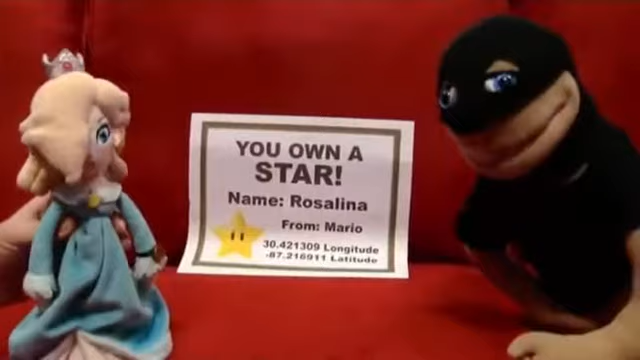 YOU OWN A
STAR!
Name: Rosalina
From: Mario
30.421309 Longitude
-87.216911 Latitude